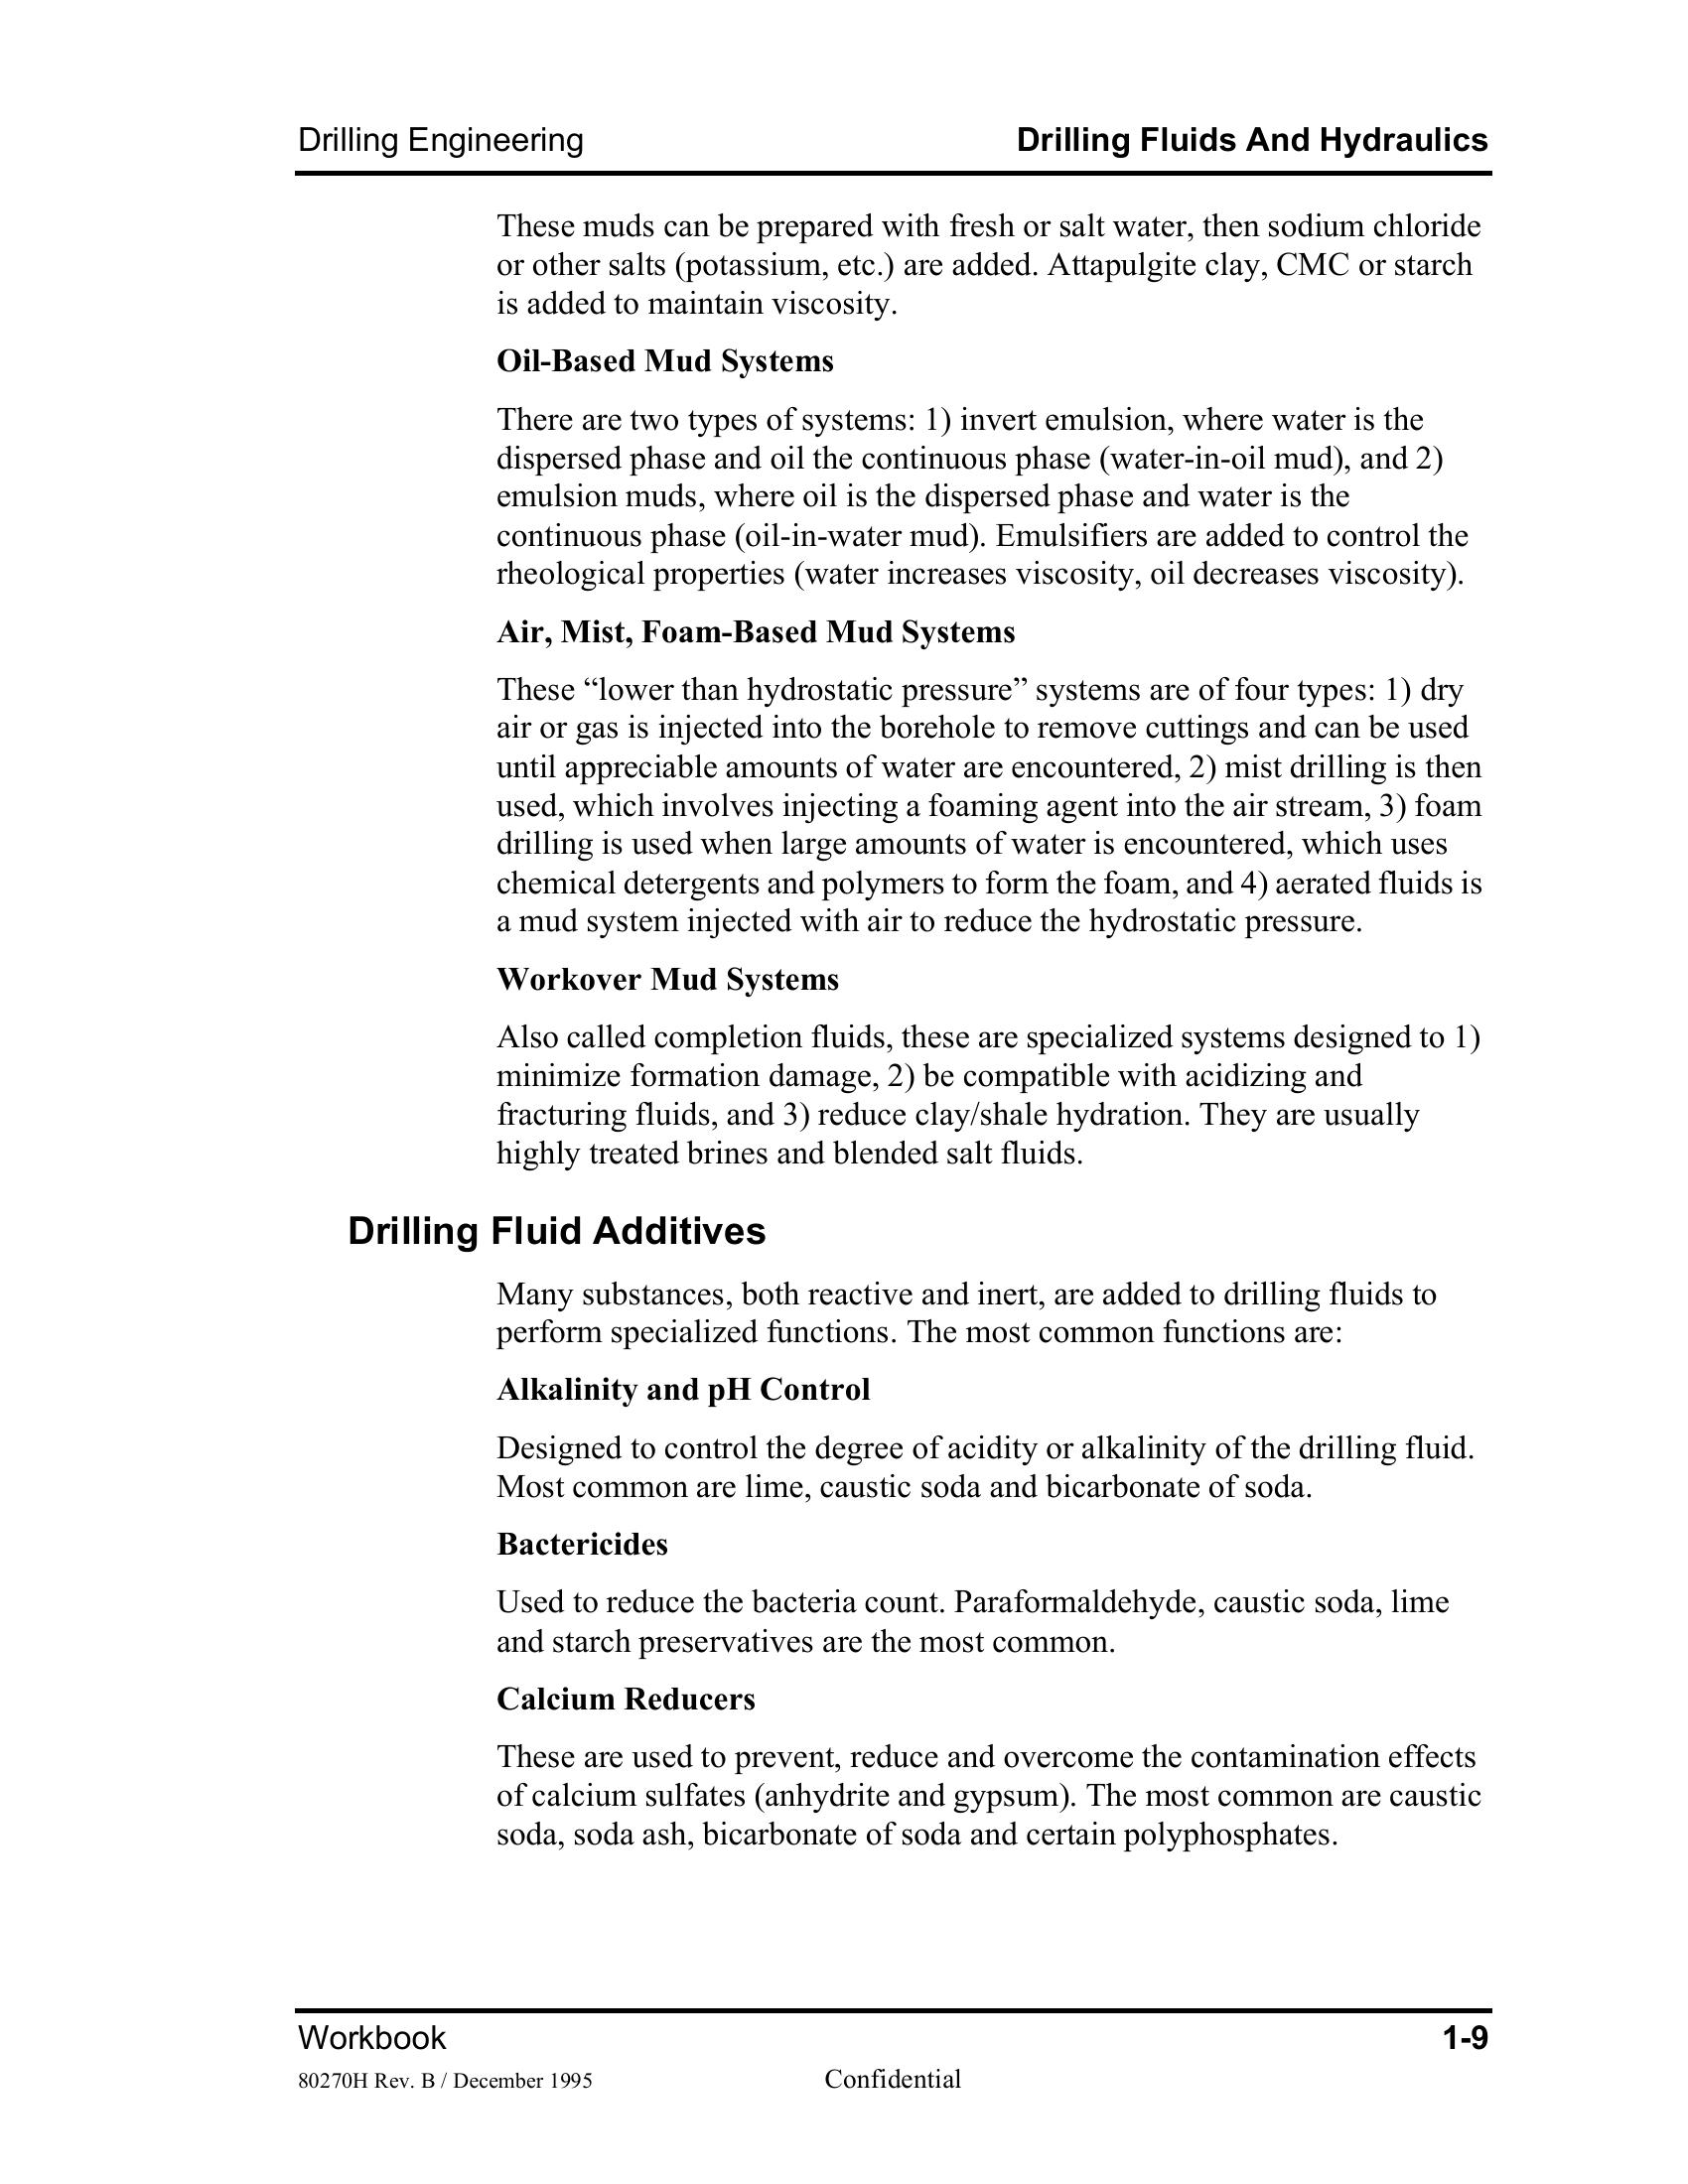 Drilling Engineering
Drilling Fluids And Hydraulics
These muds can be prepared with fresh or salt water, then sodium chloride
or other salts (potassium, etc.) are added. Attapulgite clay, CMC or starch
is added to maintain viscosity.
Oil-Based Mud Systems
There are two types of systems: 1) invert emulsion, where water is the
dispersed phase and oil the continuous phase (water-in-oil mud), and 2)
emulsion muds, where oil is the dispersed phase and water is the
continuous phase (oil-in-water mud). Emulsifiers are added to control the
rheological properties (water increases viscosity, oil decreases viscosity).
Air, Mist, Foam-Based Mud Systems
These “lower than hydrostatic pressure” systems are of four types: 1) dry
air or gas is injected into the borehole to remove cuttings and can be used
until appreciable amounts of water are encountered, 2) mist drilling is then
used, which involves injecting a foaming agent into the air stream, 3) foam
drilling is used when large amounts of water is encountered, which uses
chemical detergents and polymers to form the foam, and 4) aerated fluids is
a mud system injected with air to reduce the hydrostatic pressure.
Workover Mud Systems
Also called completion fluids, these are specialized systems designed to 1)
minimize formation damage, 2) be compatible with acidizing and
fracturing fluids, and 3) reduce clay/shale hydration. They are usually
highly treated brines and blended salt fluids.
Drilling Fluid Additives
Many substances, both reactive and inert, are added to drilling fluids to
perform specialized functions. The most common functions are:
Alkalinity and pH Control
Designed to control the degree of acidity or alkalinity of the drilling fluid.
Most common are lime, caustic soda and bicarbonate of soda.
Bactericides
Used to reduce the bacteria count. Paraformaldehyde, caustic soda, lime
and starch preservatives are the most common.
Calcium Reducers
These are used to prevent, reduce and overcome the contamination effects
of calcium sulfates (anhydrite and gypsum). The most common are caustic
soda, soda ash, bicarbonate of soda and certain polyphosphates.
Workbook
1-9
80270H Rev. B / December 1995
Confidential